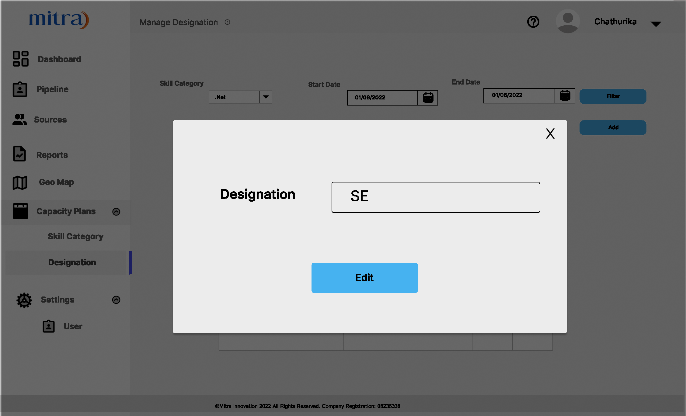 mitra
Manage Designation
Chathurika
Dashboard
Pipeline
Sources
Reports
Geo Map
Capacity Plans
Skill Category
Designation
Settings
User
Skill Category
.Net
Start Date
01/08/2022
End Date
01/08/2022
Filter
Add
X
Designation
SE
Edit
©Mitra Innovation 2022 All Rights Reserved. Company Registration: 08236308